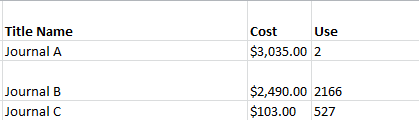 Title Name Cost Use
Journal A $3,035.00 2
Journal B $2,490.00 2166
Journal C $103.00 527